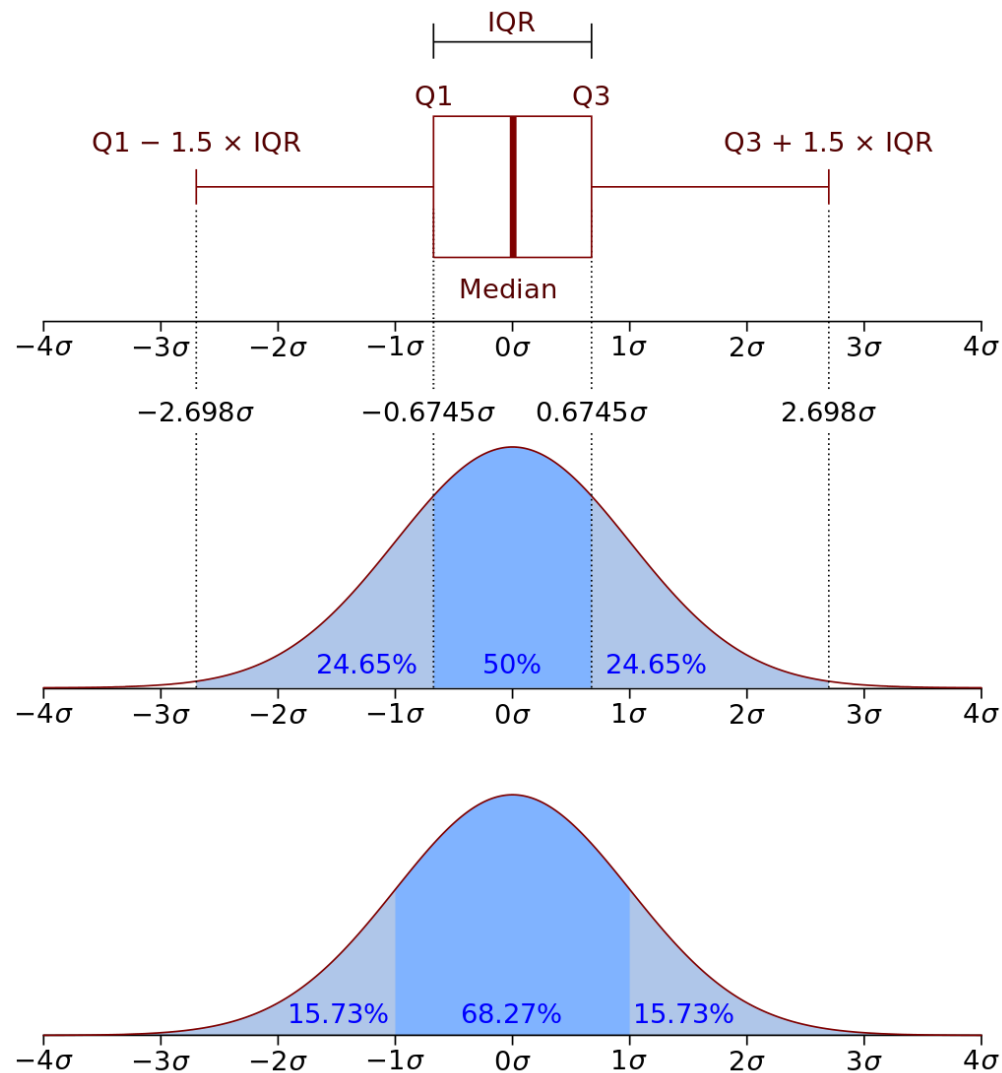 IQR
Q1 Q3
Q1 − 1.5 × IQR Q3 + 1.5 × IQR
Median
−4σ −3σ −2σ −1σ 0σ 1σ 2σ 3σ 4σ
−2.698σ −0.6745σ 0.6745σ 2.698σ
24.65% 50% 24.65%
−4σ −3σ −2σ −1σ 0σ 1σ 2σ 3σ 4σ
15.73% 68.27% 15.73%
−4σ −3σ −2σ −1σ 0σ 1σ 2σ 3σ 4σ